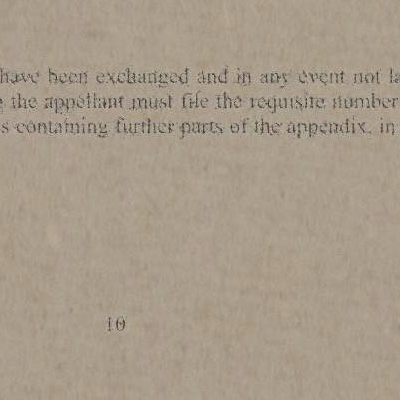 have been exchanged and in any event not
the appellant must file the requisite number
containing further parts of the appendix, in
10